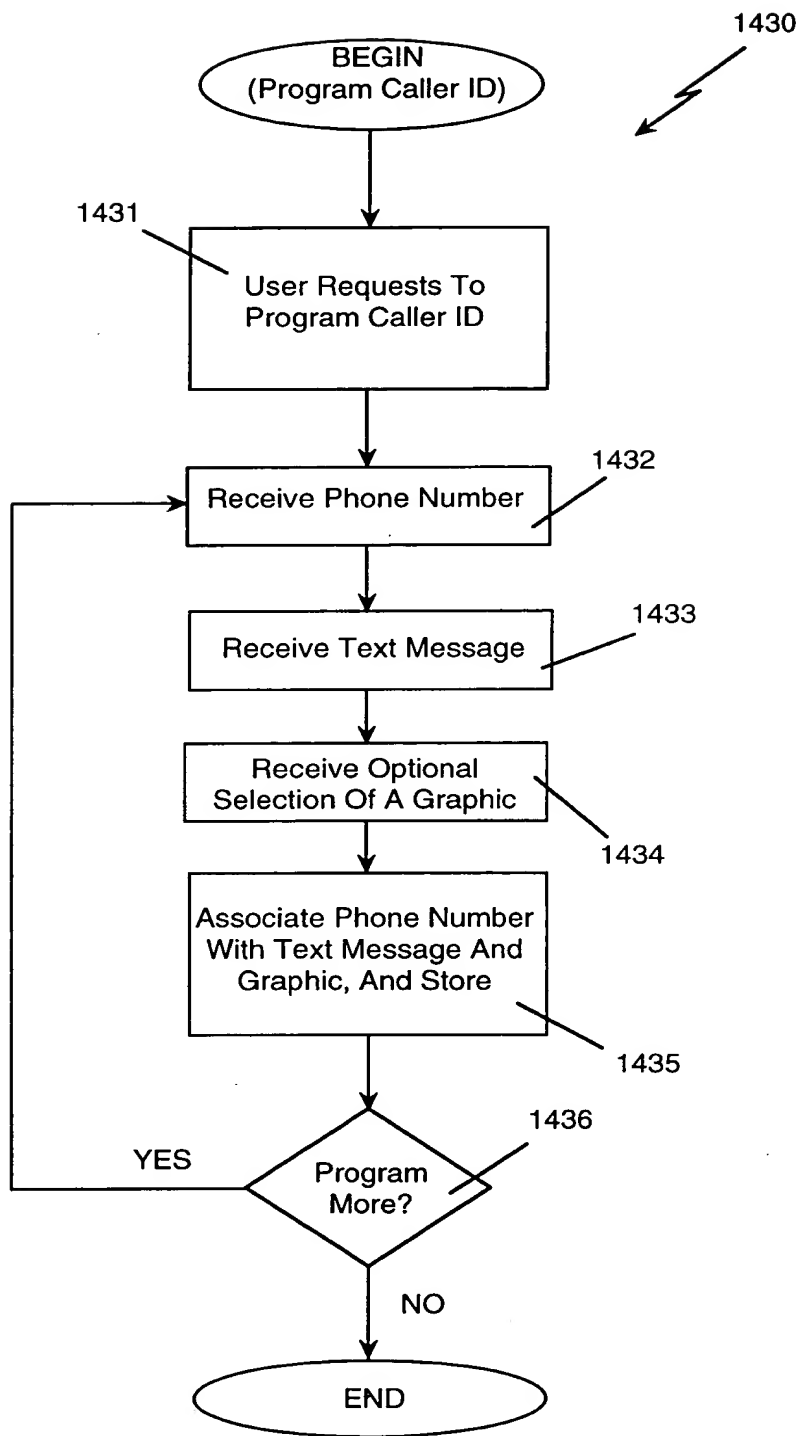 1430
BEGIN
(Program Caller ID)
1431
User Requests To
Program Caller ID
1432
Receive Phone Number
1433
Receive Text Message
Receive Optional
Selection Of A Graphic
1434
Associate Phone Number
With Text Message And
Graphic, And Store
1435
1436
YES
Program
More?
NO
END